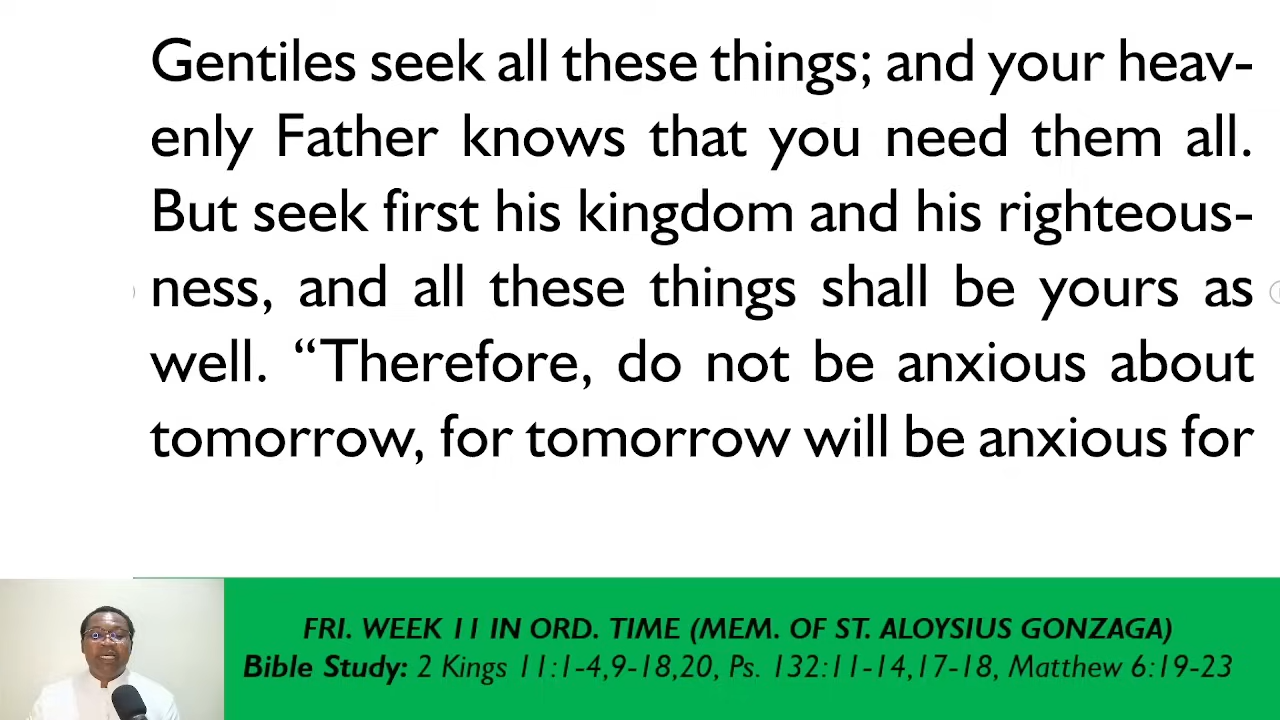 Gentiles seek all these things; and your heav-
enly Father knows that you need them all.
But seek first his kingdom and his righteous-
ness, and all these things shall be yours as
well. “Therefore, do not be anxious about
tomorrow, for tomorrow will be anxious for
FRI. WEEK 11 IN ORD. TIME (MEM. OF ST. ALOYSIUS GONZAGA)
Bible Study: 2 Kings 11:1-4,9-18,20, Ps. 132:11-14,17-18, Matthew 6:19-23